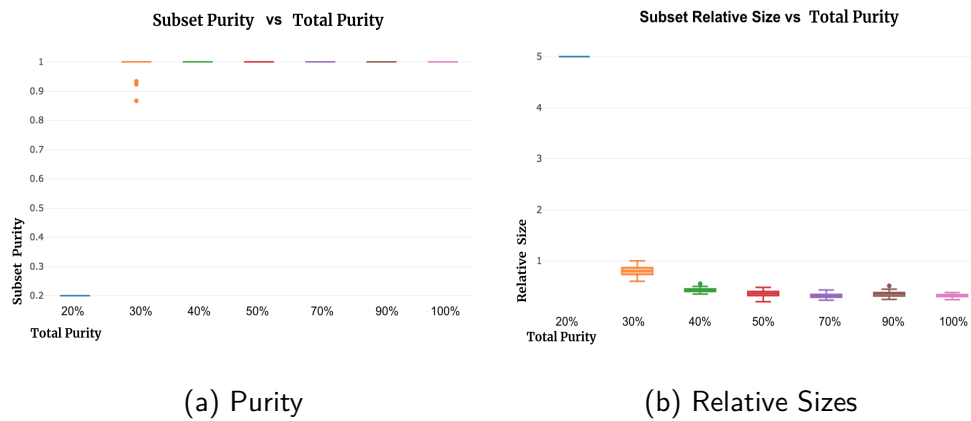 Subset Purity vs Total Purity
1
0.9
0.8
0.7
0.6
0.5
0.4
0.3
0.2
Subset Purity
20% 30% 40% 50% 70% 90% 100%
Total Purity
(a) Purity
Subset Relative Size vs Total Purity
5
4
3
2
1
Relative Size
20% 30% 40% 50% 70% 90% 100%
Total Purity
(b) Relative Sizes